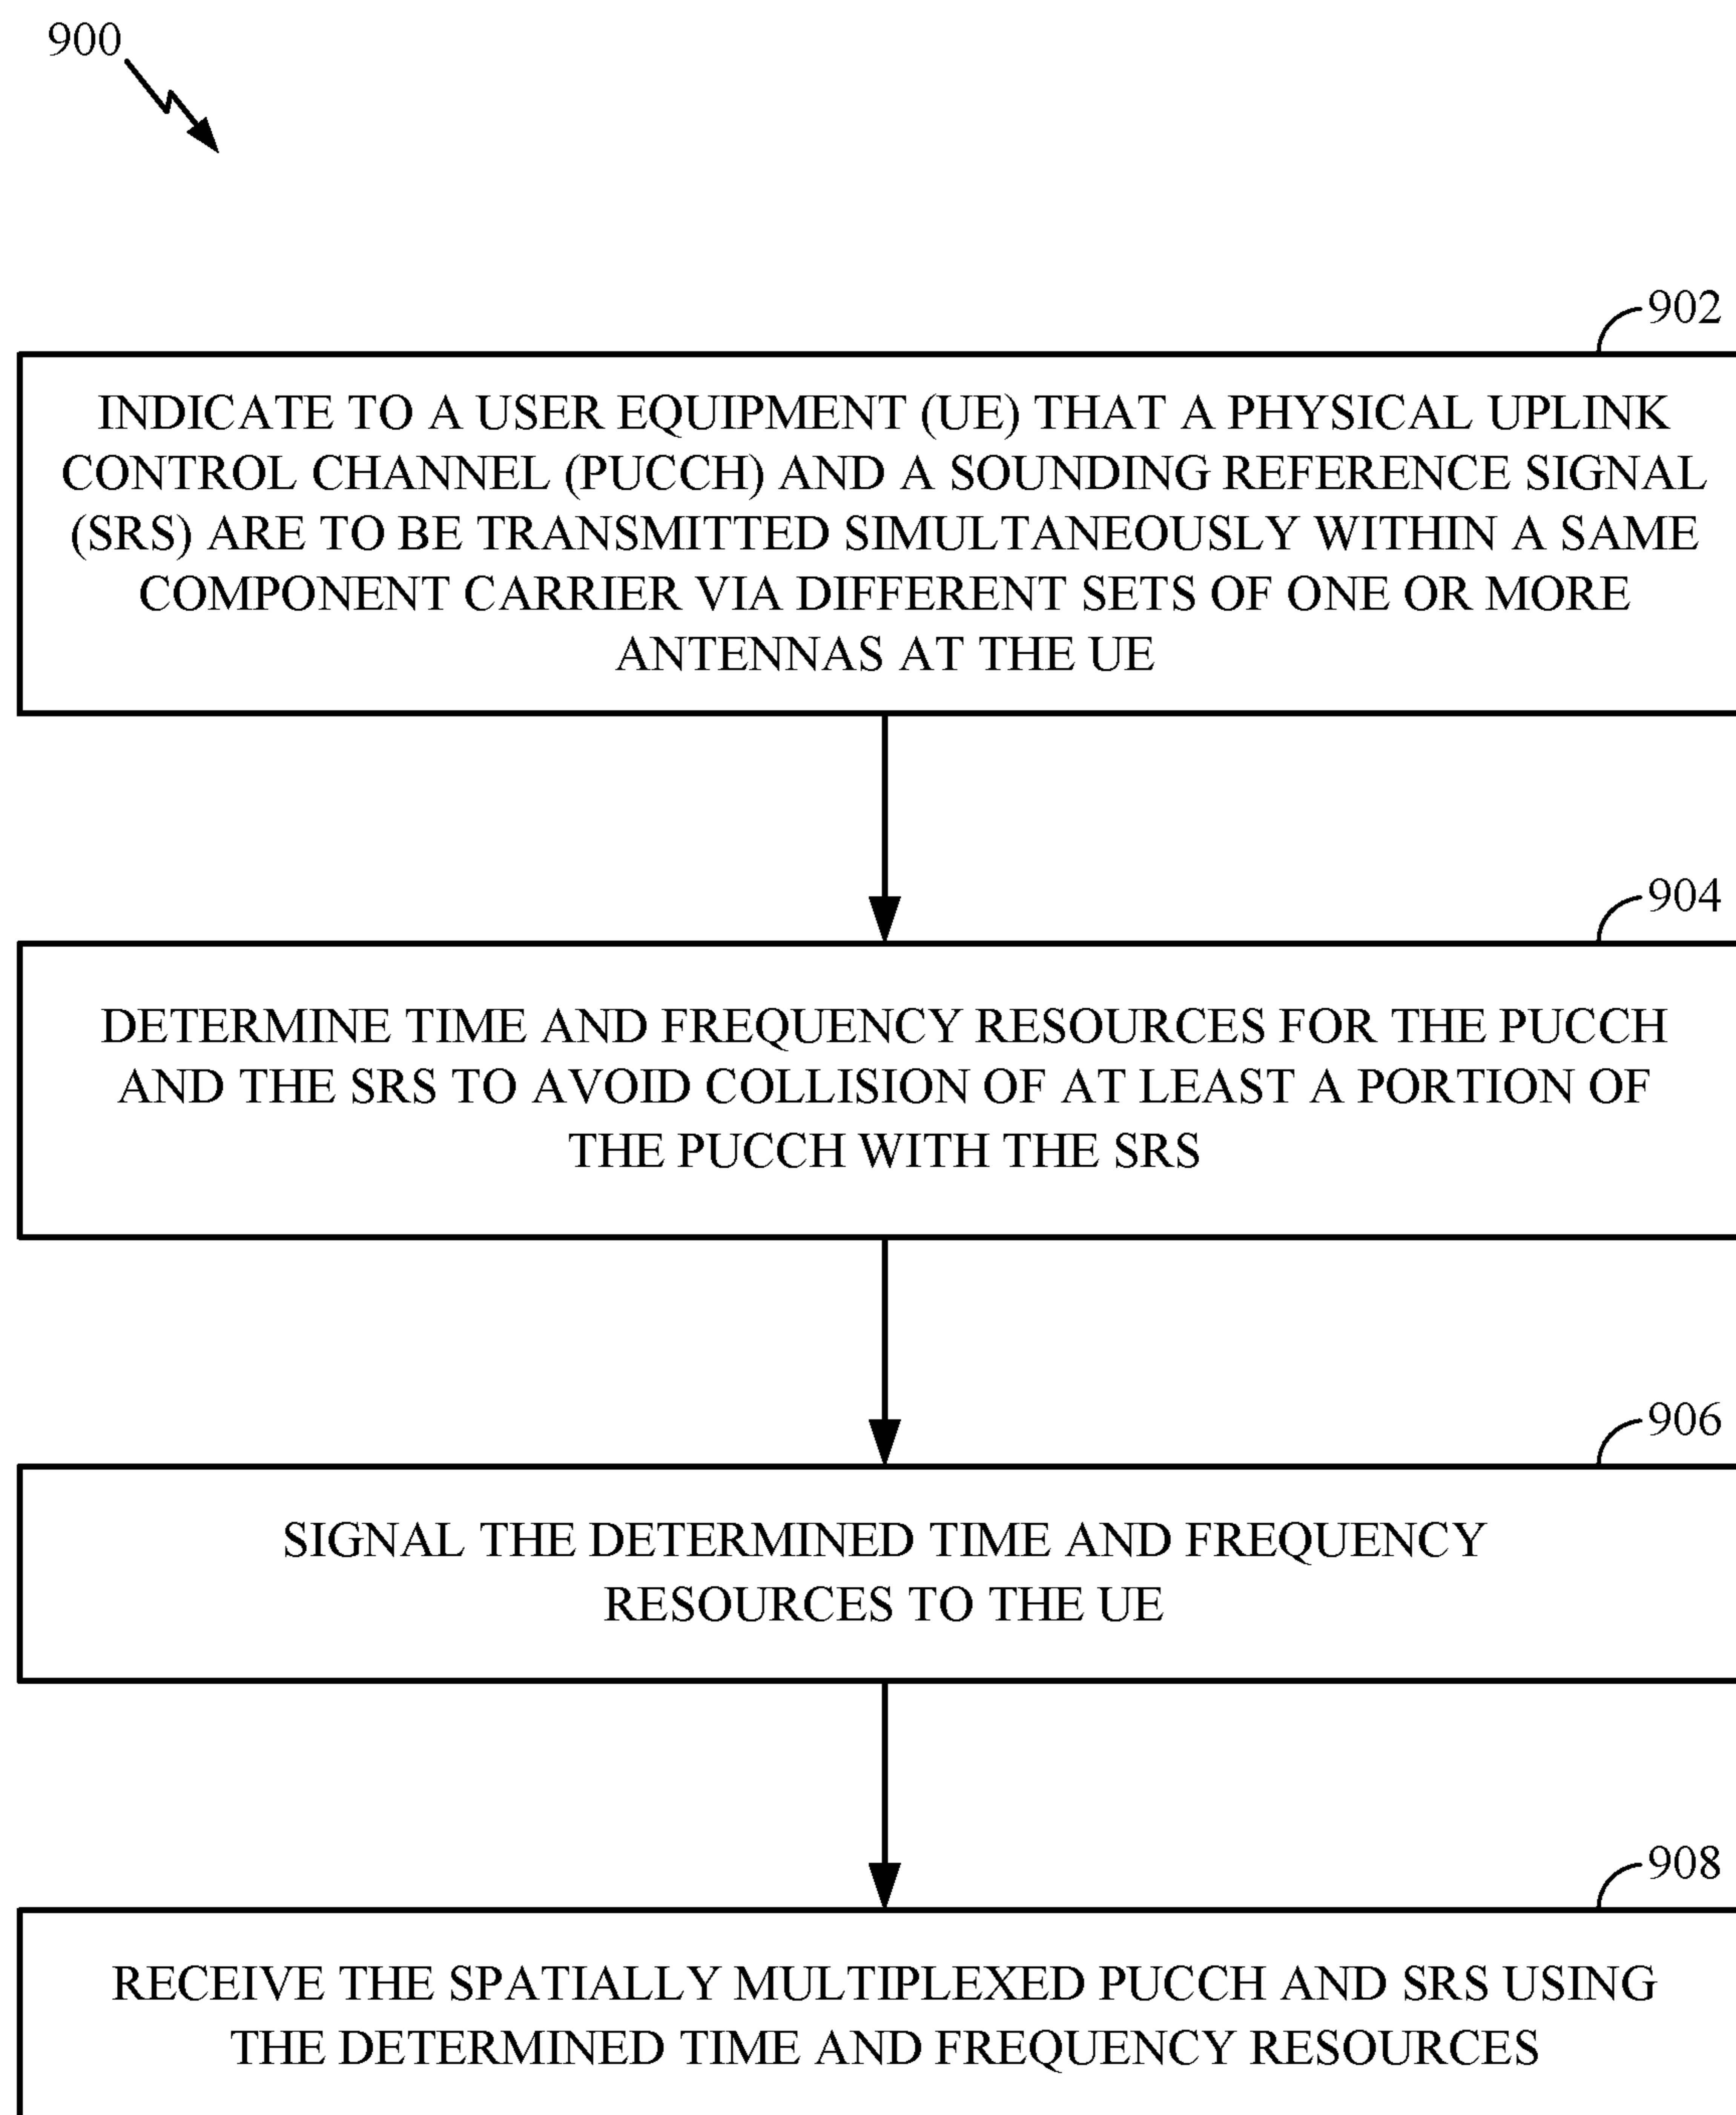 900
902
INDICATE TO A USER EQUIPMENT (UE) THAT A PHYSICAL UPLINK
CONTROL CHANNEL (PUCCH) AND A SOUNDING REFERENCE SIGNAL
(SRS) ARE TO BE TRANSMITTED SIMULTANEOUSLY WITHIN A SAME
COMPONENT CARRIER VIA DIFFERENT SETS OF ONE OR MORE
ANTENNAS AT THE UE
904
DETERMINE TIME AND FREQUENCY RESOURCES FOR THE PUCCH
AND THE SRS TO AVOID COLLISION OF AT LEAST A PORTION OF
THE PUCCH WITH THE SRS
906
SIGNAL THE DETERMINED TIME AND FREQUENCY
RESOURCES TO THE UE
908
RECEIVE THE SPATIALLY MULTIPLEXED PUCCH AND SRS USING
THE DETERMINED TIME AND FREQUENCY RESOURCES